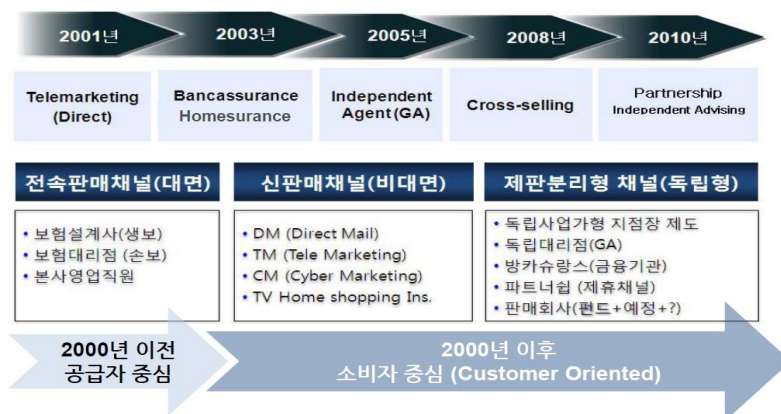 2001년
2003년
2005년
2008년
2010년
Telemarketing
(Direct)
Bancassurance
Homesurance
Independent
Agent(GA)
Cross-selling
Partnership
Independent Advising
전속판매채널(대면)
• 보험설계사(생보)
• 보험대리점 (손보)
• 본사영업직원
신판매채널(비대면)
• DM (Direct Mail)
• TM (Tele Marketing)
• CM (Cyber Marketing)
• TV Home shopping Ins.
제판분리형 채널(독립형)
• 독립사업가형 지점장 제도
• 독립대리점(GA)
• 방카슈랑스(금융기관)
• 파트너쉽 (제휴채널)
• 판매회사(펀드+예정+?)
2000년 이전
공급자 중심
2000년 이후
소비자 중심 (Customer Oriented)